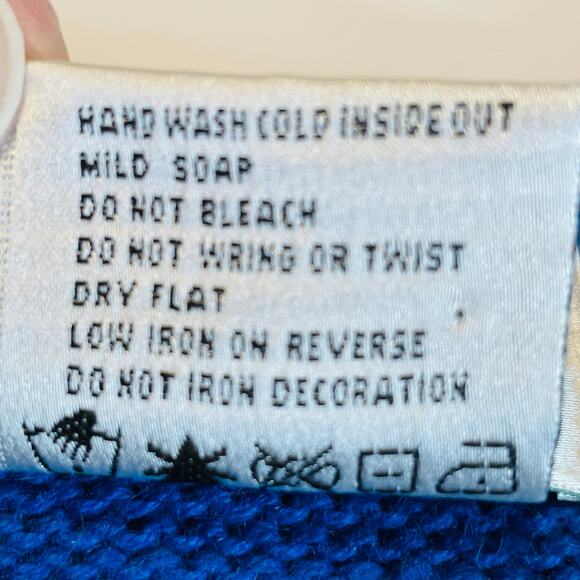 HAND WASH COLD INSIDE OUT
MILD SOAP
DO NOT BLEACH
DO NOT WRING OR TWIST
DRY FLAT
LOW IRON ON REVERSE
DO NOT IRON DECORATION